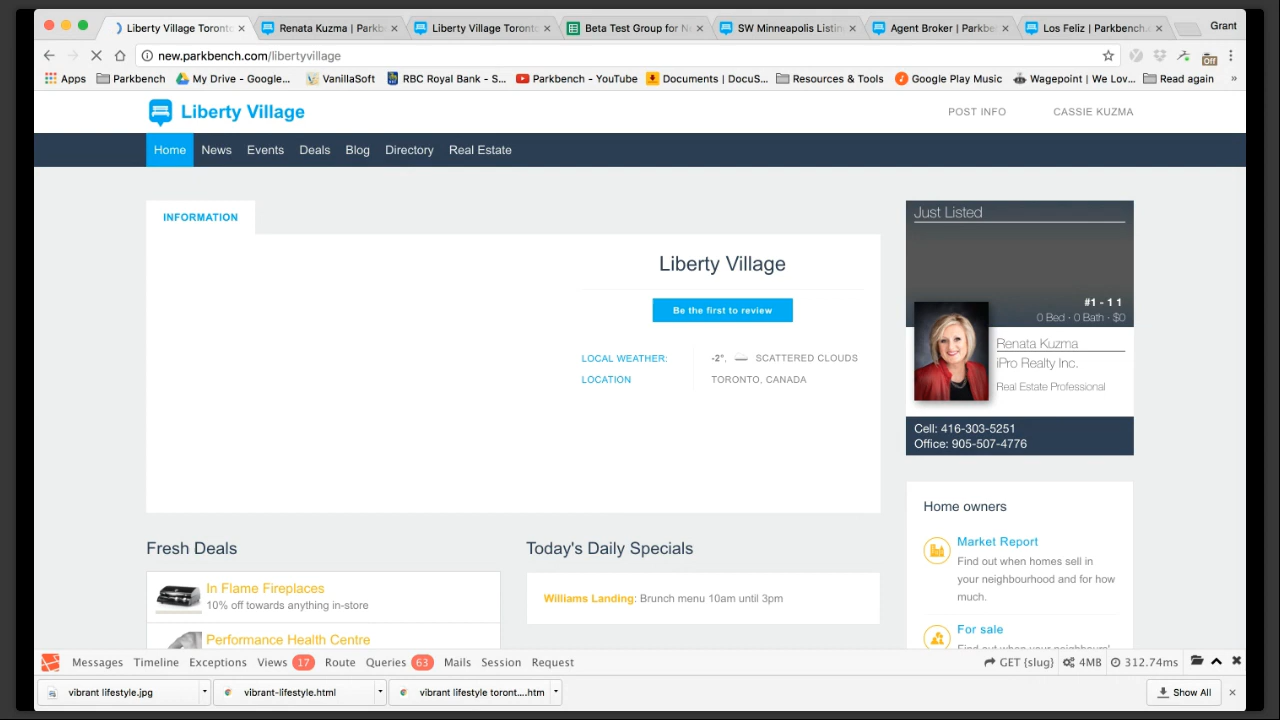 Liberty Village Toronto
Renata Kuzma | Parkb
Liberty Village Toronto
Beta Test Group for N
SW Minneapolis Listin
Agent Broker | Parkbe
Los Feliz | Parkbench.c
Grant
new.parkbench.com/libertyvillage
Off
Apps
Parkbench
My Drive - Google...
VanillaSoft
RBC Royal Bank - S...
Parkbench - YouTube
Documents | DocuS...
Resources & Tools
Google Play Music
Wagepoint | We Lov...
Read again
»
Liberty Village
POST INFO
CASSIE KUZMA
Home
News
Events
Deals
Blog
Directory
Real Estate
INFORMATION
Liberty Village
Be the first to review
LOCAL WEATHER:
-2°,
SCATTERED CLOUDS
LOCATION
TORONTO, CANADA
Just Listed
#1 - 1 1
0 Bed · 0 Bath · $0
Renata Kuzma
iPro Realty Inc.
Real Estate Professional
Cell: 416-303-5251
Office: 905-507-4776
Home owners
Market Report
Find out when homes sell in
your neighbourhood and for how
much.
For sale
Find out when your neighbours'
Fresh Deals
In Flame Fireplaces
10% off towards anything in-store
Performance Health Centre
Today's Daily Specials
Williams Landing: Brunch menu 10am until 3pm
Messages
Timeline
Exceptions
Views 17
Route
Queries 63
Mails
Session
Request
GET {slug}
4MB
312.74ms
vibrant lifestyle.jpg
vibrant-lifestyle.html
vibrant lifestyle toront....htm
Show All